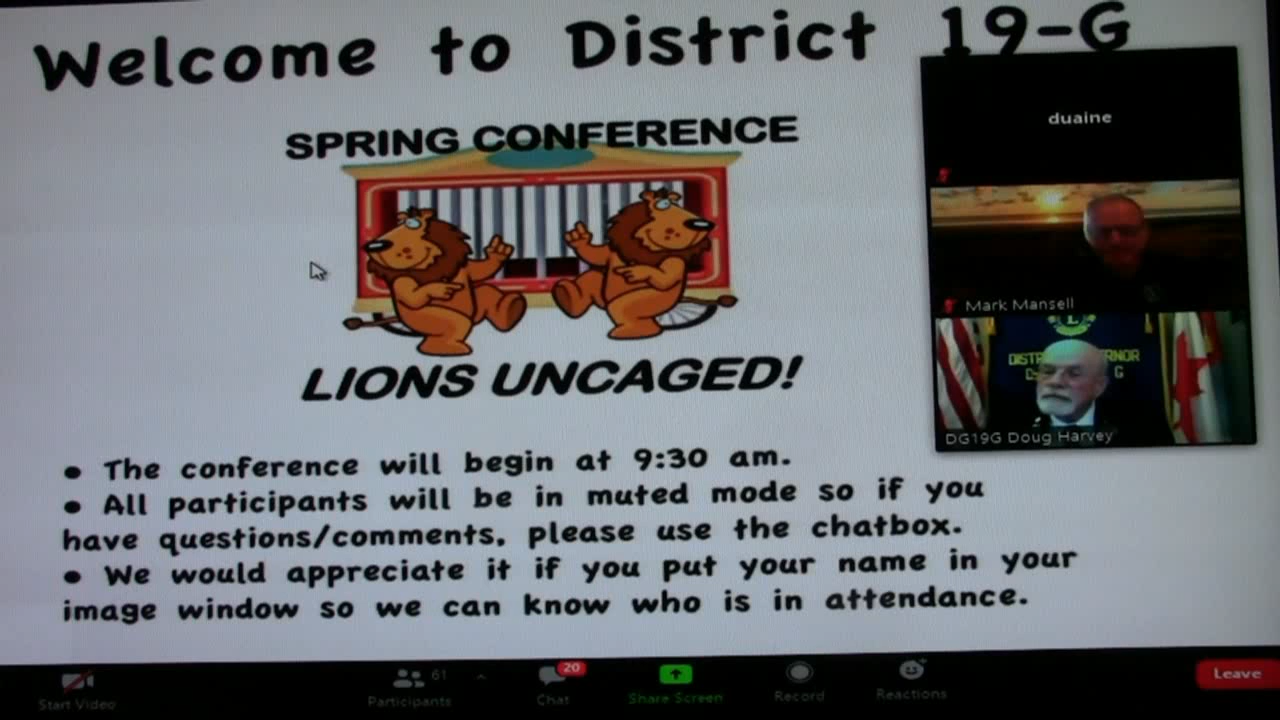 Welcome to District 19-G
SPRING CONFERENCE
LIONS UNCAGED!
• The conference will begin at 9:30 am.
• All participants will be in muted mode so if you
have questions/comments, please use the chatbox.
• We would appreciate it if you put your name in your
image window so we can know who is in attendance.
duaine
Mark Mansell
L
G
DG19G Doug Harvey
Start Video
Participants
61
Chat
20
Share Screen
Record
Reactions
Leave